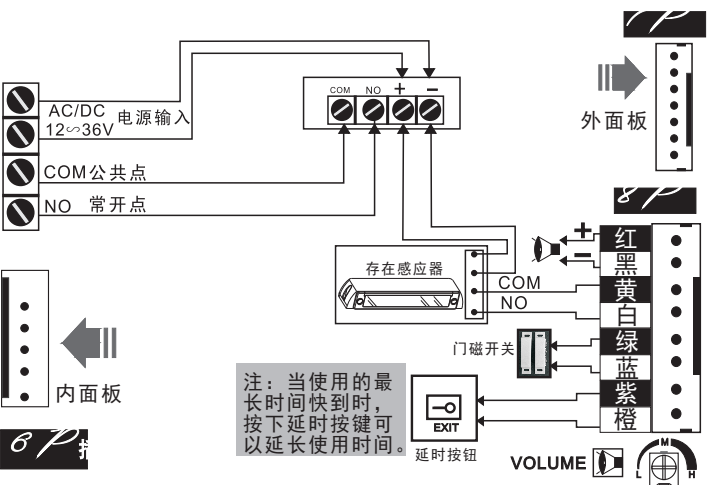 COM NO + −
AC/DC
12∽36V
电源输入
外面板
COM公共点
NO 常开点
8P
+
−
红
黑
黄
白
绿
蓝
紫
橙
存在感应器
COM
NO
门磁开关
内面板
注：当使用的最
长时间快到时，
按下延时按键可
以延长使用时间。
EXIT
延时按钮
6P插
VOLUME
M
L
H